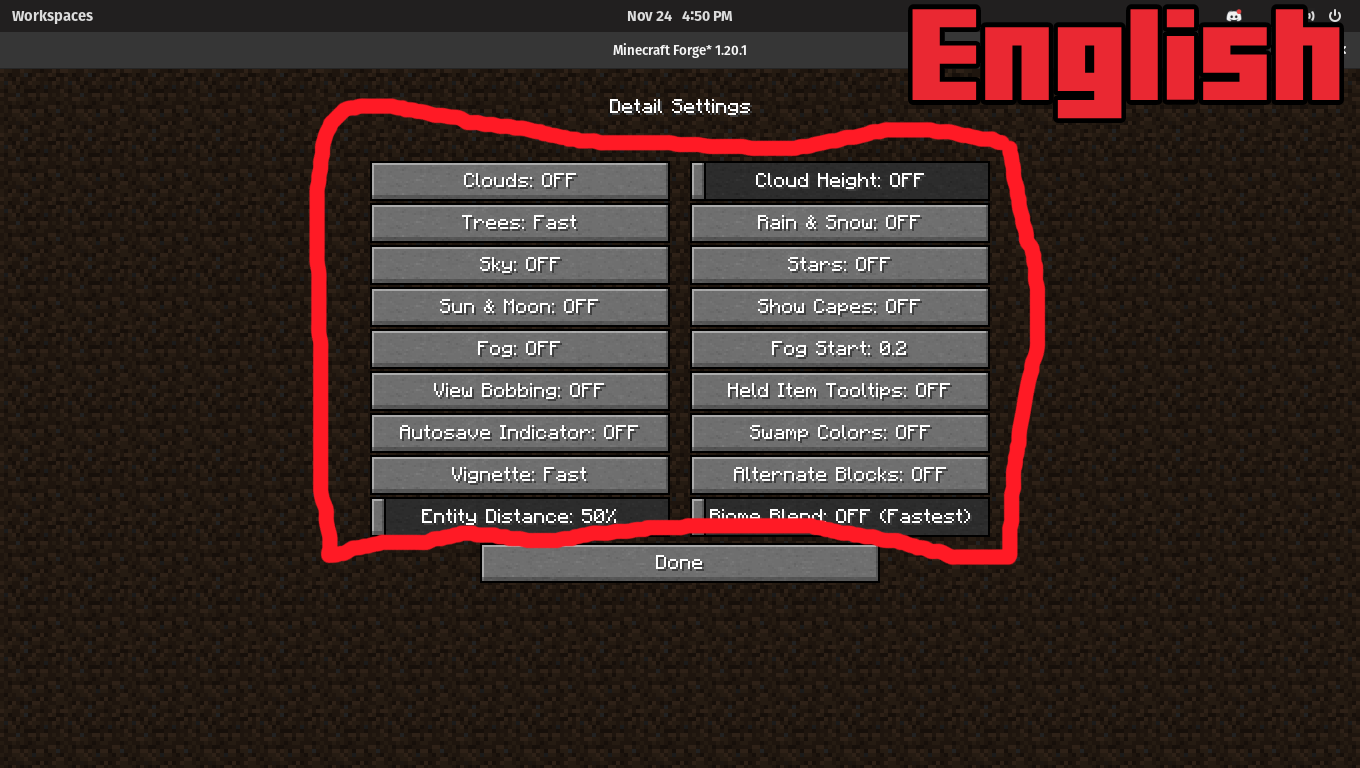 Workspaces
Nov 24 4:50 PM
English
Minecraft Forge* 1.20.1
Detail Settings
Clouds: OFF
Cloud Height: OFF
Trees: Fast
Rain & Snow: OFF
Sky: OFF
Stars: OFF
Sun & Moon: OFF
Show Capes: OFF
Fog: OFF
Fog Start: 0.2
View Bobbing: OFF
Held Item Tooltips: OFF
Autosave Indicator: OFF
Swamp Colors: OFF
Vignette: Fast
Alternate Blocks: OFF
Entity Distance: 50%
Biome Blend: OFF (Fastest)
Done